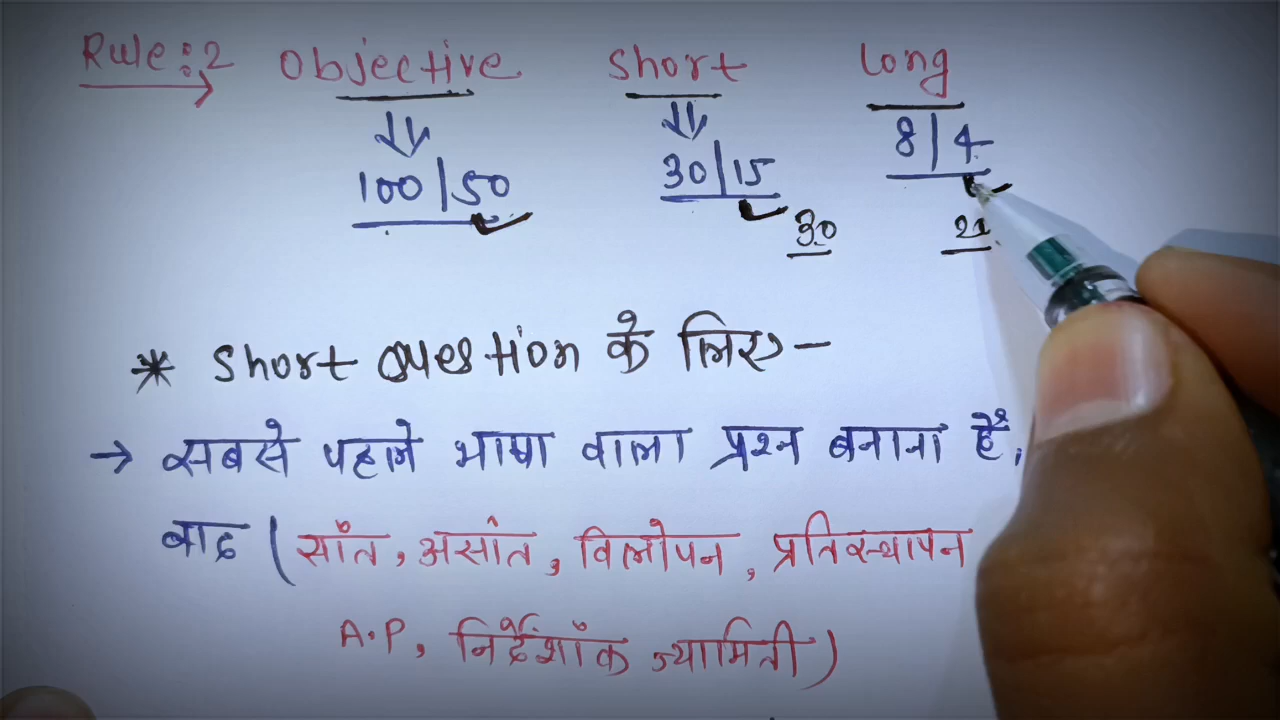 Rule:2 Objective Short Long
100|50 30|15 8|4
30
* Short Question के लिए:-
→ सबसे पहले भाषा वाला प्रश्न बनाना है,
बाद (सांत, असांत, विलोपन, प्रतिस्थापन
A.P, निर्देशांक ज्यामिती)